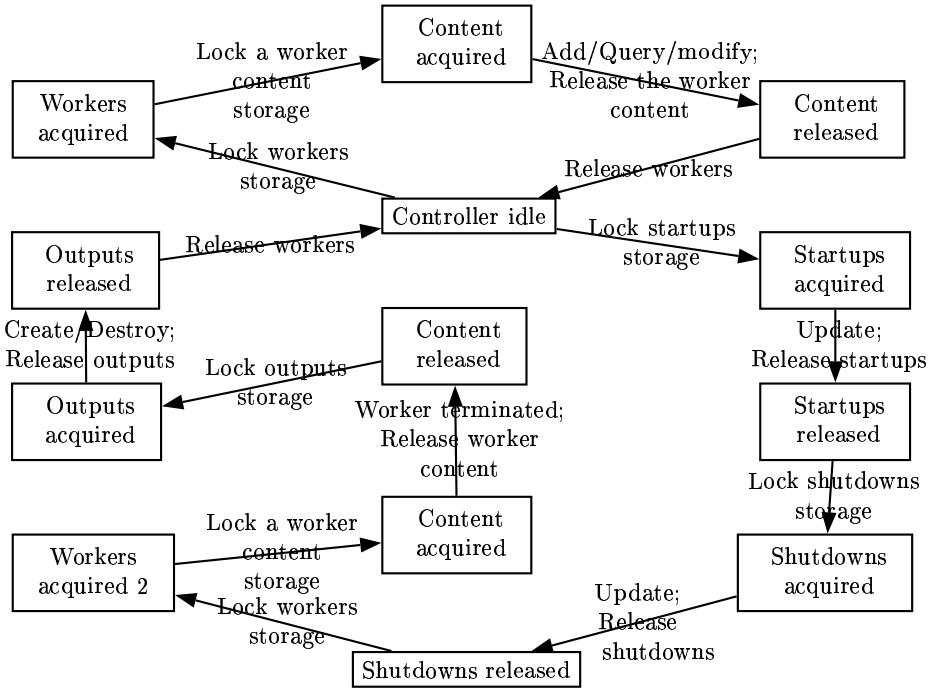 Content
acquired
Lock a worker
content
storage
Add/Query/modify;
Release the worker
content
Workers
acquired
Content
released
Lock workers
storage
Release workers
Controller idle
Lock startups
storage
Outputs
released
Release workers
Startups
acquired
Create/Destroy;
Release outputs
Content
released
Update;
Release startups
Lock outputs
storage
Outputs
acquired
Worker terminated;
Release worker
content
Startups
released
Lock shutdowns
storage
Content
acquired
Lock a worker
content
storage
Workers
acquired 2
Shutdowns
acquired
Lock workers
storage
Update;
Release
shutdowns
Shutdowns released